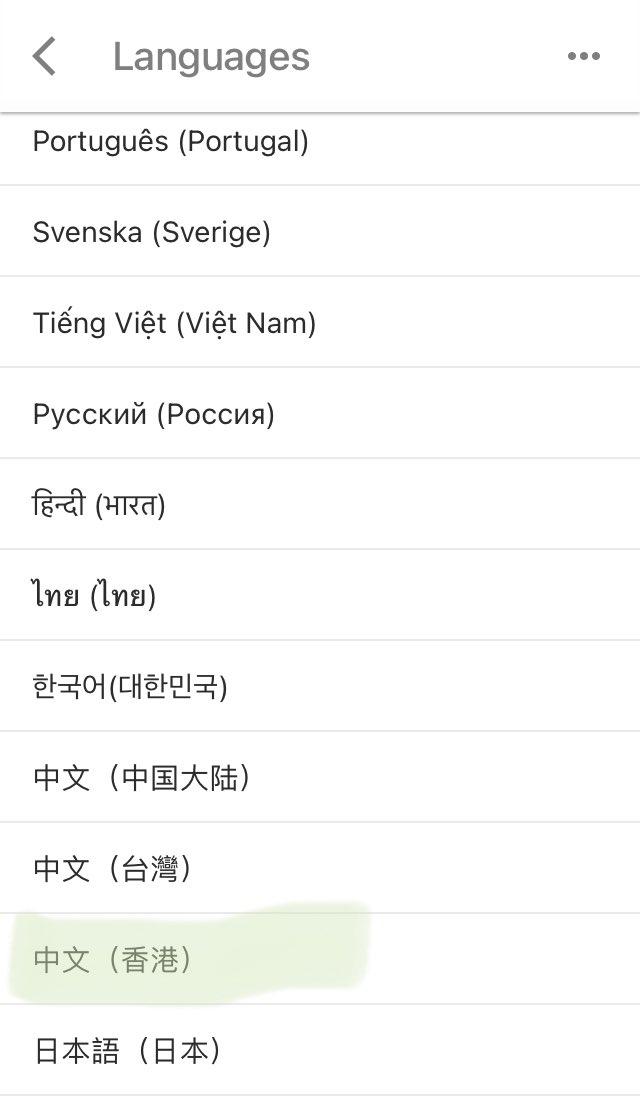 Languages
Português (Portugal)
Svenska (Sverige)
Tiếng Việt (Việt Nam)
Русский (Россия)
हिन्दी (भारत)
ไทย (ไทย)
한국어(대한민국)
中文（中国大陆）
中文（台灣）
中文（香港）
日本語（日本）